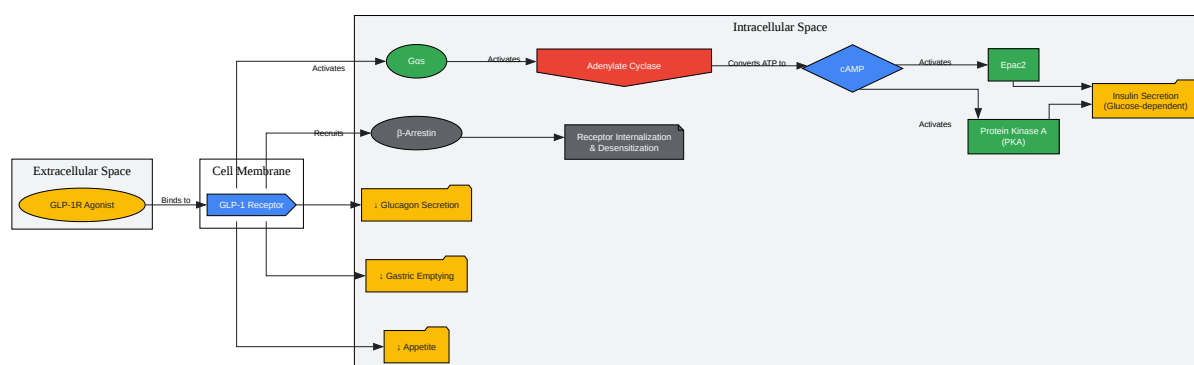 Intracellular Space
Gαs
Activates
Activates
Adenylate Cyclase
Converts ATP to
cAMP
Activates
Epac2
Insulin Secretion
(Glucose-dependent)
Activates
Protein Kinase A
(PKA)
Recruits
β-Arrestin
Receptor Internalization
& Desensitization
Extracellular Space
GLP-1R Agonist
Binds to
Cell Membrane
GLP-1 Receptor
↓ Glucagon Secretion
↓ Gastric Emptying
↓ Appetite